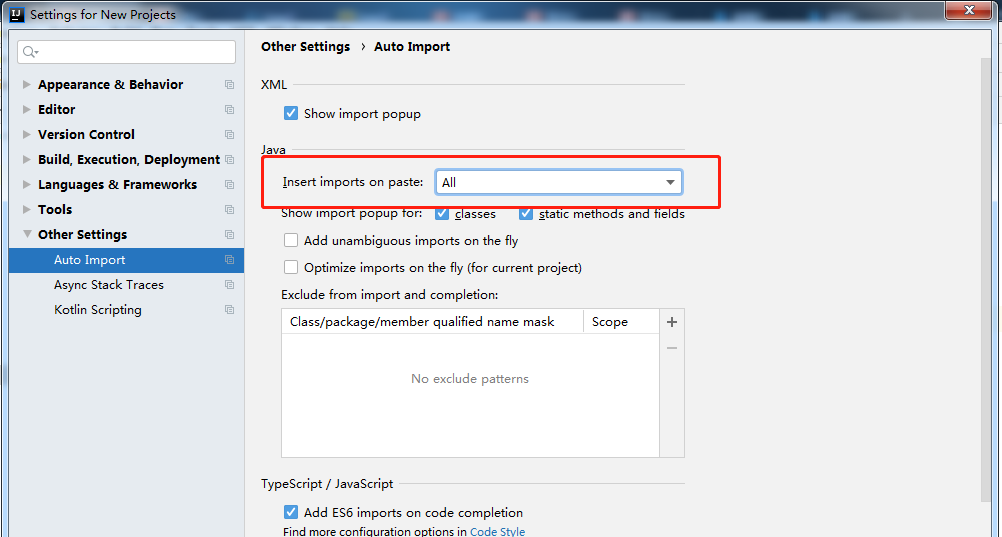 IJ Settings for New Projects
Other Settings › Auto Import
Appearance & Behavior
Editor
Version Control
Build, Execution, Deployment
Languages & Frameworks
Tools
Other Settings
Auto Import
Async Stack Traces
Kotlin Scripting
XML
Show import popup
Java
Insert imports on paste: All
Show import popup for: classes static methods and fields
Add unambiguous imports on the fly
Optimize imports on the fly (for current project)
Exclude from import and completion:
Class/package/member qualified name mask Scope
No exclude patterns
TypeScript / JavaScript
Add ES6 imports on code completion
Find more configuration options in Code Style